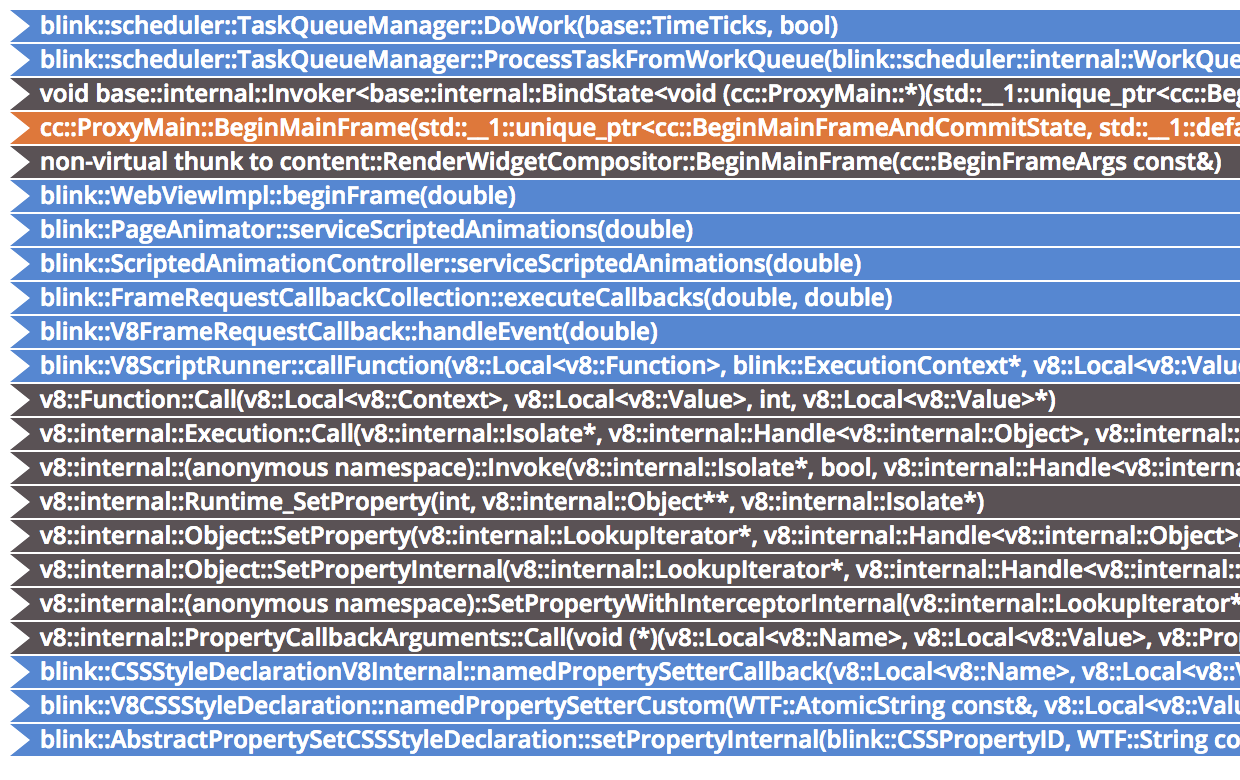 blink::scheduler::TaskQueueManager::DoWork(base::TimeTicks, bool)
blink::scheduler::TaskQueueManager::ProcessTaskFromWorkQueue(blink::scheduler::internal::WorkQue
void base::internal::Invoker<base::internal::BindState<void (cc::ProxyMain::*)(std::__1::unique_ptr<cc::Beg
cc::ProxyMain::BeginMainFrame(std::__1::unique_ptr<cc::BeginMainFrameAndCommitState, std::__1::defa
non-virtual thunk to content::RenderWidgetCompositor::BeginMainFrame(cc::BeginFrameArgs const&)
blink::WebViewImpl::beginFrame(double)
blink::PageAnimator::serviceScriptedAnimations(double)
blink::ScriptedAnimationController::serviceScriptedAnimations(double)
blink::FrameRequestCallbackCollection::executeCallbacks(double, double)
blink::V8FrameRequestCallback::handleEvent(double)
blink::V8ScriptRunner::callFunction(v8::Local<v8::Function>, blink::ExecutionContext*, v8::Local<v8::Valu
v8::Function::Call(v8::Local<v8::Context>, v8::Local<v8::Value>, int, v8::Local<v8::Value>*)
v8::internal::Execution::Call(v8::internal::Isolate*, v8::internal::Handle<v8::internal::Object>, v8::internal::
v8::internal::(anonymous namespace)::Invoke(v8::internal::Isolate*, bool, v8::internal::Handle<v8::interna
v8::internal::Runtime_SetProperty(int, v8::internal::Object**, v8::internal::Isolate*)
v8::internal::Object::SetProperty(v8::internal::LookupIterator*, v8::internal::Handle<v8::internal::Object>,
v8::internal::Object::SetPropertyInternal(v8::internal::LookupIterator*, v8::internal::Handle<v8::internal::
v8::internal::(anonymous namespace)::SetPropertyWithInterceptorInternal(v8::internal::LookupIterator*
v8::internal::PropertyCallbackArguments::Call(void (*)(v8::Local<v8::Name>, v8::Local<v8::Value>, v8::Prop
blink::CSSStyleDeclarationV8Internal::namedPropertySetterCallback(v8::Local<v8::Name>, v8::Local<v8::V
blink::V8CSSStyleDeclaration::namedPropertySetterCustom(WTF::AtomicString const&, v8::Local<v8::Valu
blink::AbstractPropertySetCSSStyleDeclaration::setPropertyInternal(blink::CSSPropertyID, WTF::String co